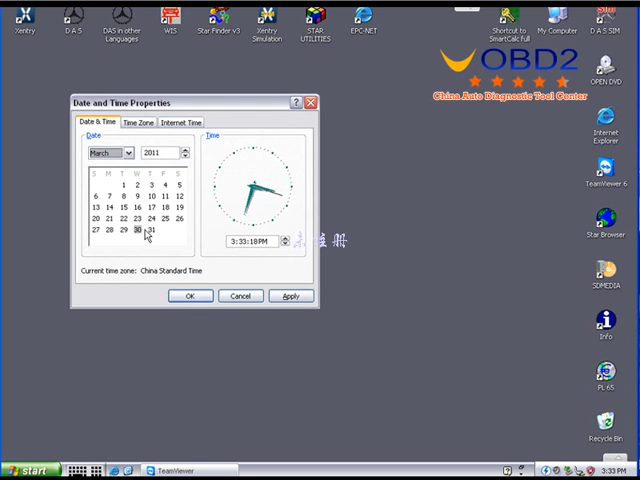 Xentry
D A S
DAS in other Languages
WIS
Star Finder v3
Xentry Simulation
STAR UTILITIES
EPC-NET
Shortcut to SmartCalc full
My Computer
D A S SIM
OBD2
China Auto Diagnostic Tool Center
OPEN DVD
Internet Explorer
TeamViewer 6
Star Browser
SDMEDIA
Info
PL 65
Recycle Bin
Date and Time Properties
Date & Time
Time Zone
Internet Time
Date
Time
March
2011
S M T W T F S
1 2 3 4 5
6 7 8 9 10 11 12
13 14 15 16 17 18 19
20 21 22 23 24 25 26
27 28 29 30 31
3:33:18PM
册
Current time zone: China Standard Time
OK
Cancel
Apply
start
TeamViewer
3:33 PM